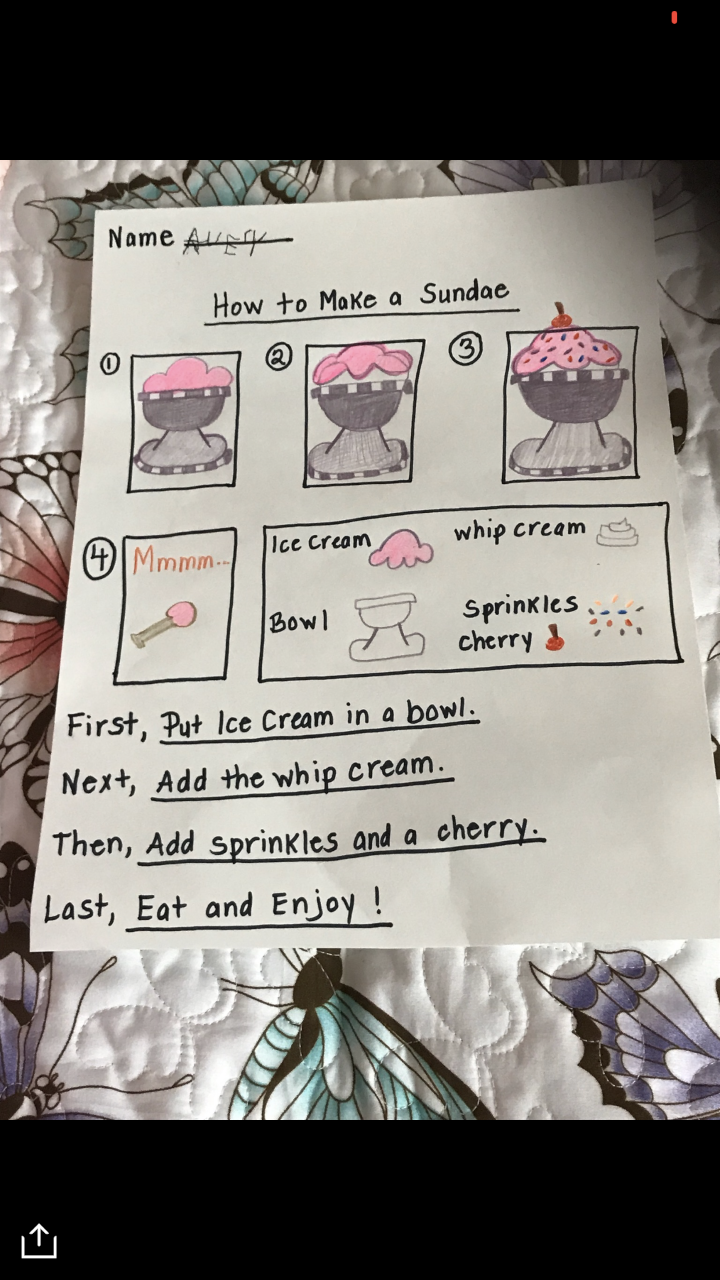 Name Avery
How to Make a Sundae
1 2 3
4 Mmmm...
Ice Cream whip cream
Bowl Sprinkles
cherry
First, Put Ice Cream in a bowl.
Next, Add the whip cream.
Then, Add sprinkles and a cherry.
Last, Eat and Enjoy !